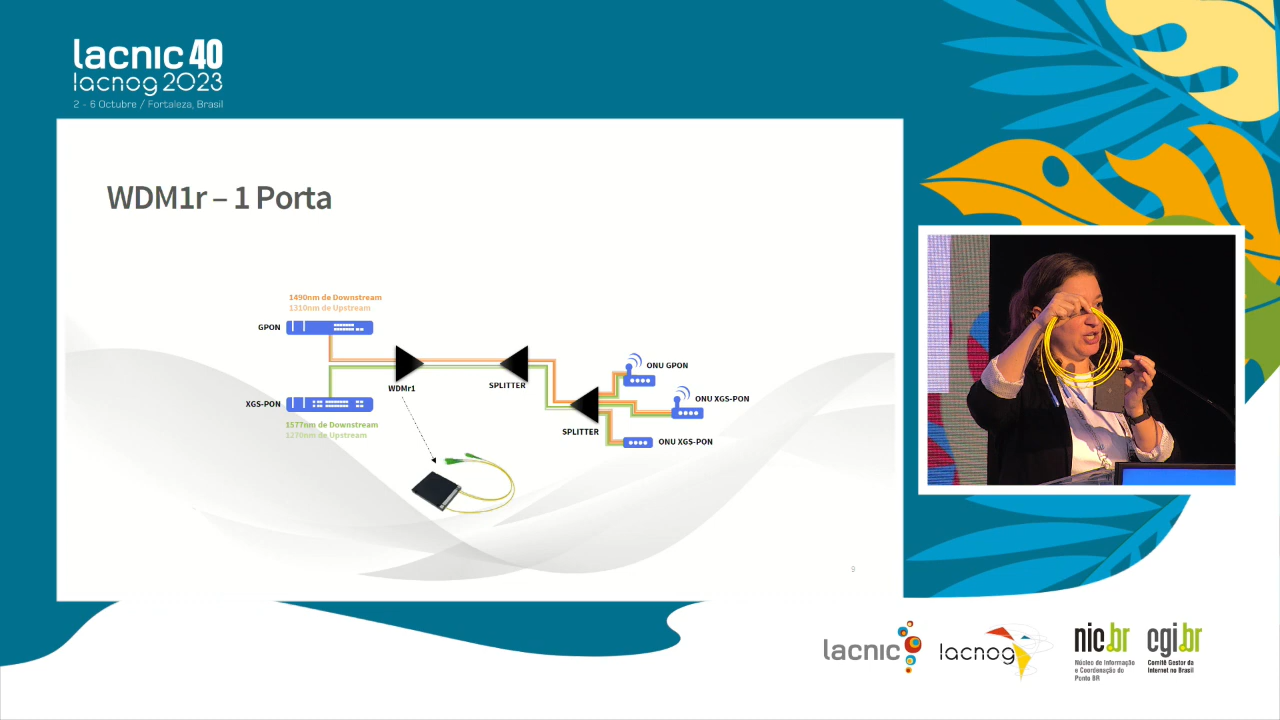 lacnic 40
lacnog 2023
2 - 6 Octubre / Fortaleza, Brasil
WDM1r – 1 Porta
1490nm de Downstream
1310nm de Upstream
GPON
WDMr1
SPLITTER
ONU GPON
XGS-PON
ONU XGS-PON
1577nm de Downstream
1270nm de Upstream
SPLITTER
ONU XGS-PON
9
lacnic
lacnog
nic.br
Núcleo de Informação
e Coordenação do
Ponto BR
cgi.br
Comitê Gestor da
Internet no Brasil